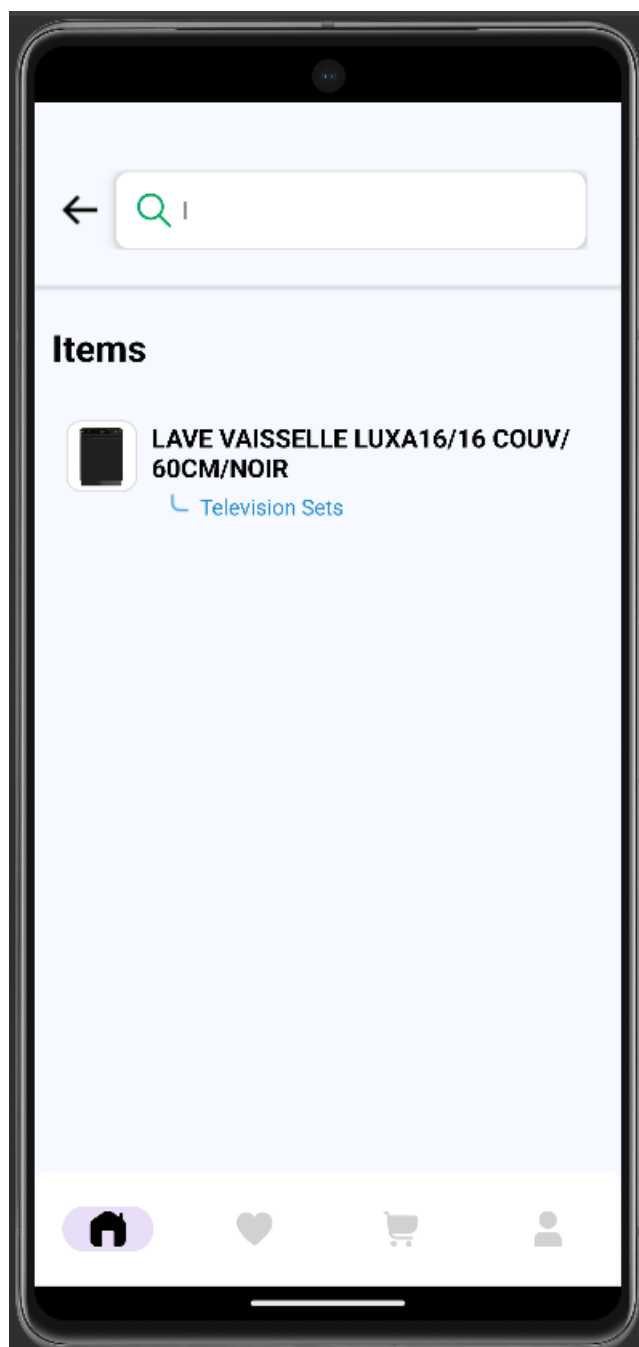 l
Items
LAVE VAISSELLE LUXA16/16 COUV/
60CM/NOIR
Television Sets